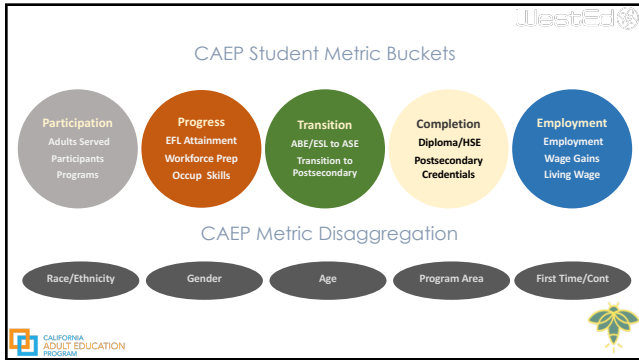 WestEd
CAEP Student Metric Buckets
Participation
Adults Served
Participants
Programs
Progress
EFL Attainment
Workforce Prep
Occup Skills
Transition
ABE/ESL to ASE
Transition to
Postsecondary
Completion
Diploma/HSE
Postsecondary
Credentials
Employment
Employment
Wage Gains
Living Wage
CAEP Metric Disaggregation
Race/Ethnicity
Gender
Age
Program Area
First Time/Cont
CALIFORNIA
ADULT EDUCATION
PROGRAM